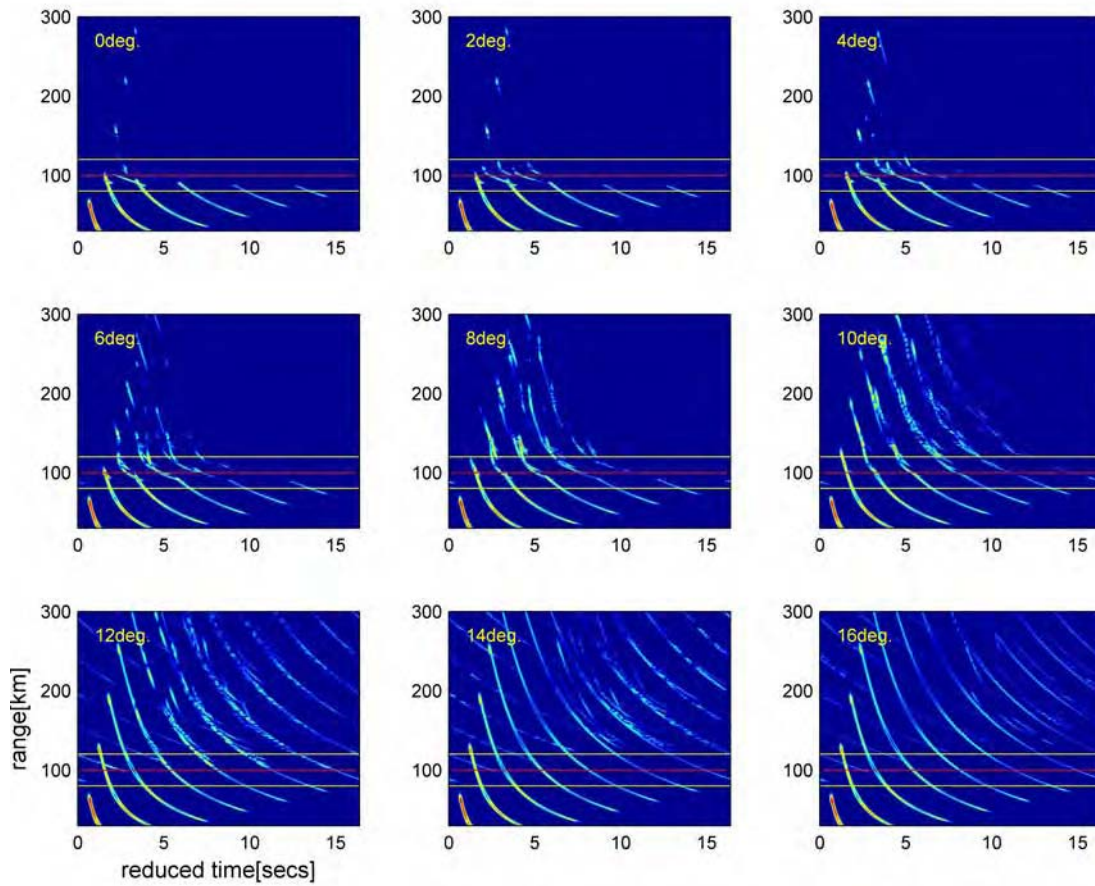 300 300 300
0deg. 2deg. 4deg.
200 200 200
100 100 100
0 5 10 15 0 5 10 15 0 5 10 15
300 300 300
6deg. 8deg. 10deg.
200 200 200
100 100 100
0 5 10 15 0 5 10 15 0 5 10 15
300 300 300
12deg. 14deg. 16deg.
200 200 200
range[km]
100 100 100
0 5 10 15 0 5 10 15 0 5 10 15
reduced time[secs]